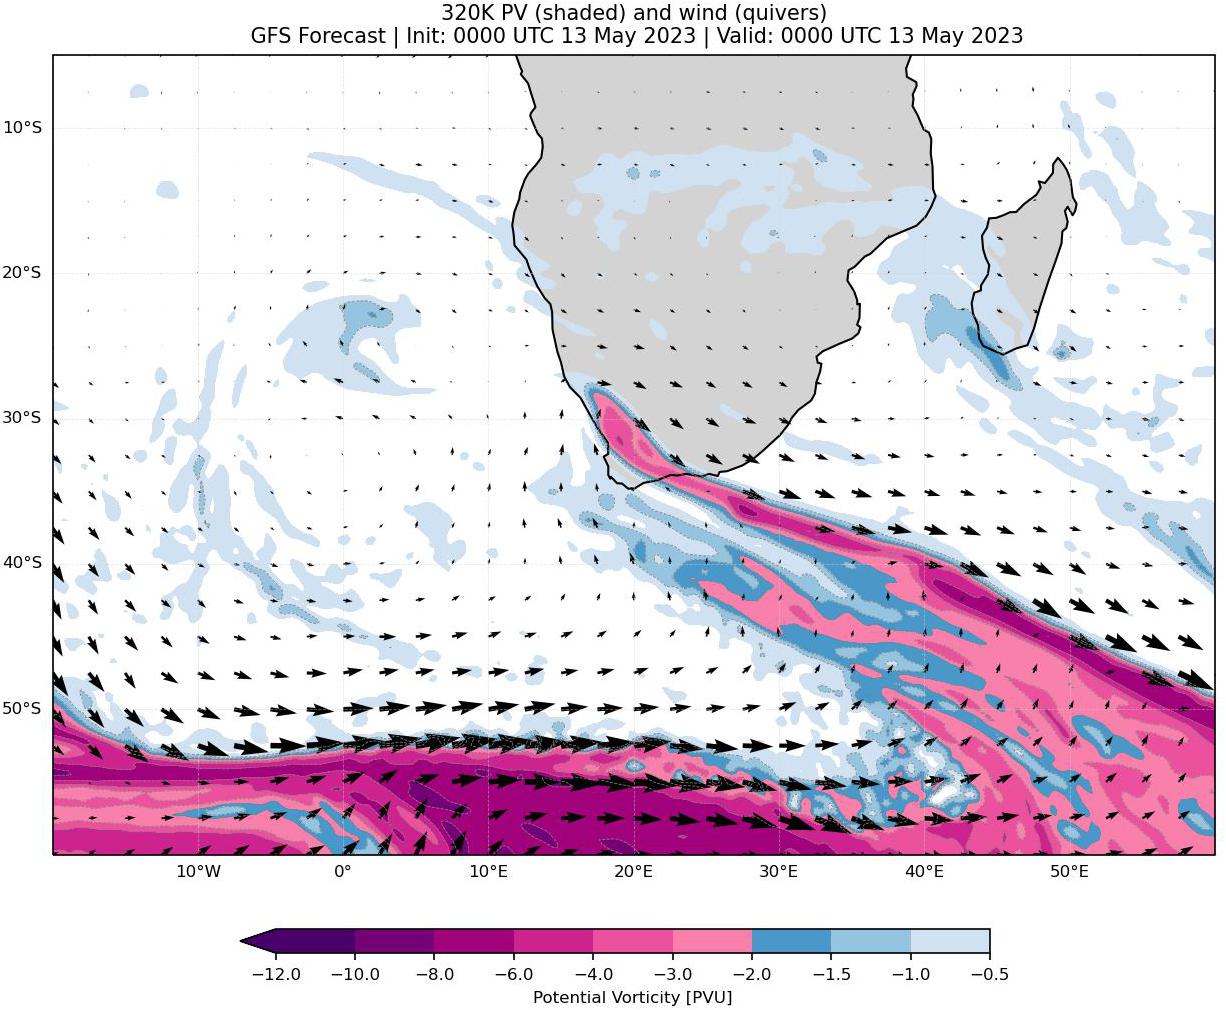 320K PV (shaded) and wind (quivers)
GFS Forecast | Init: 0000 UTC 13 May 2023 | Valid: 0000 UTC 13 May 2023
10°S
20°S
30°S
40°S
50°S
10°W 0° 10°E 20°E 30°E 40°E 50°E
−12.0 −10.0 −8.0 −6.0 −4.0 −3.0 −2.0 −1.5 −1.0 −0.5
Potential Vorticity [PVU]